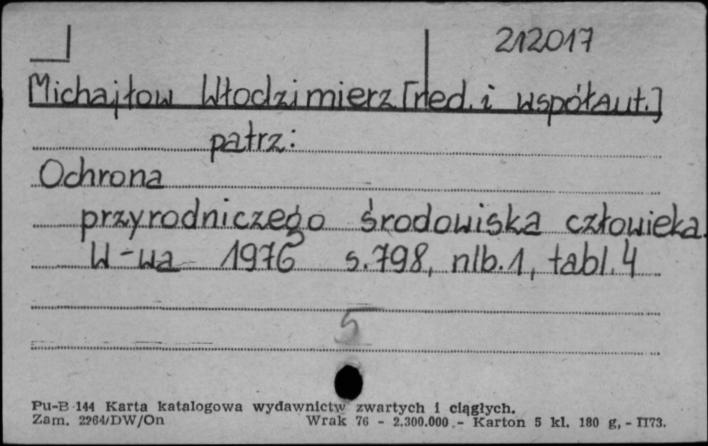 212017
Michajłow Włodzimierz [red. i współaut.]
patrz:
Ochrona
przyrodniczego środowiska człowieka.
W-wa 1976 s.798, nlb.1, tabl.4
5
Pu-B-144 Karta katalogowa wydawnictw zwartych i ciągłych.
Zam. 2264/DW/On Wrak 76 - 2.300.000 - Karton 5 kl. 180 g, - II73.